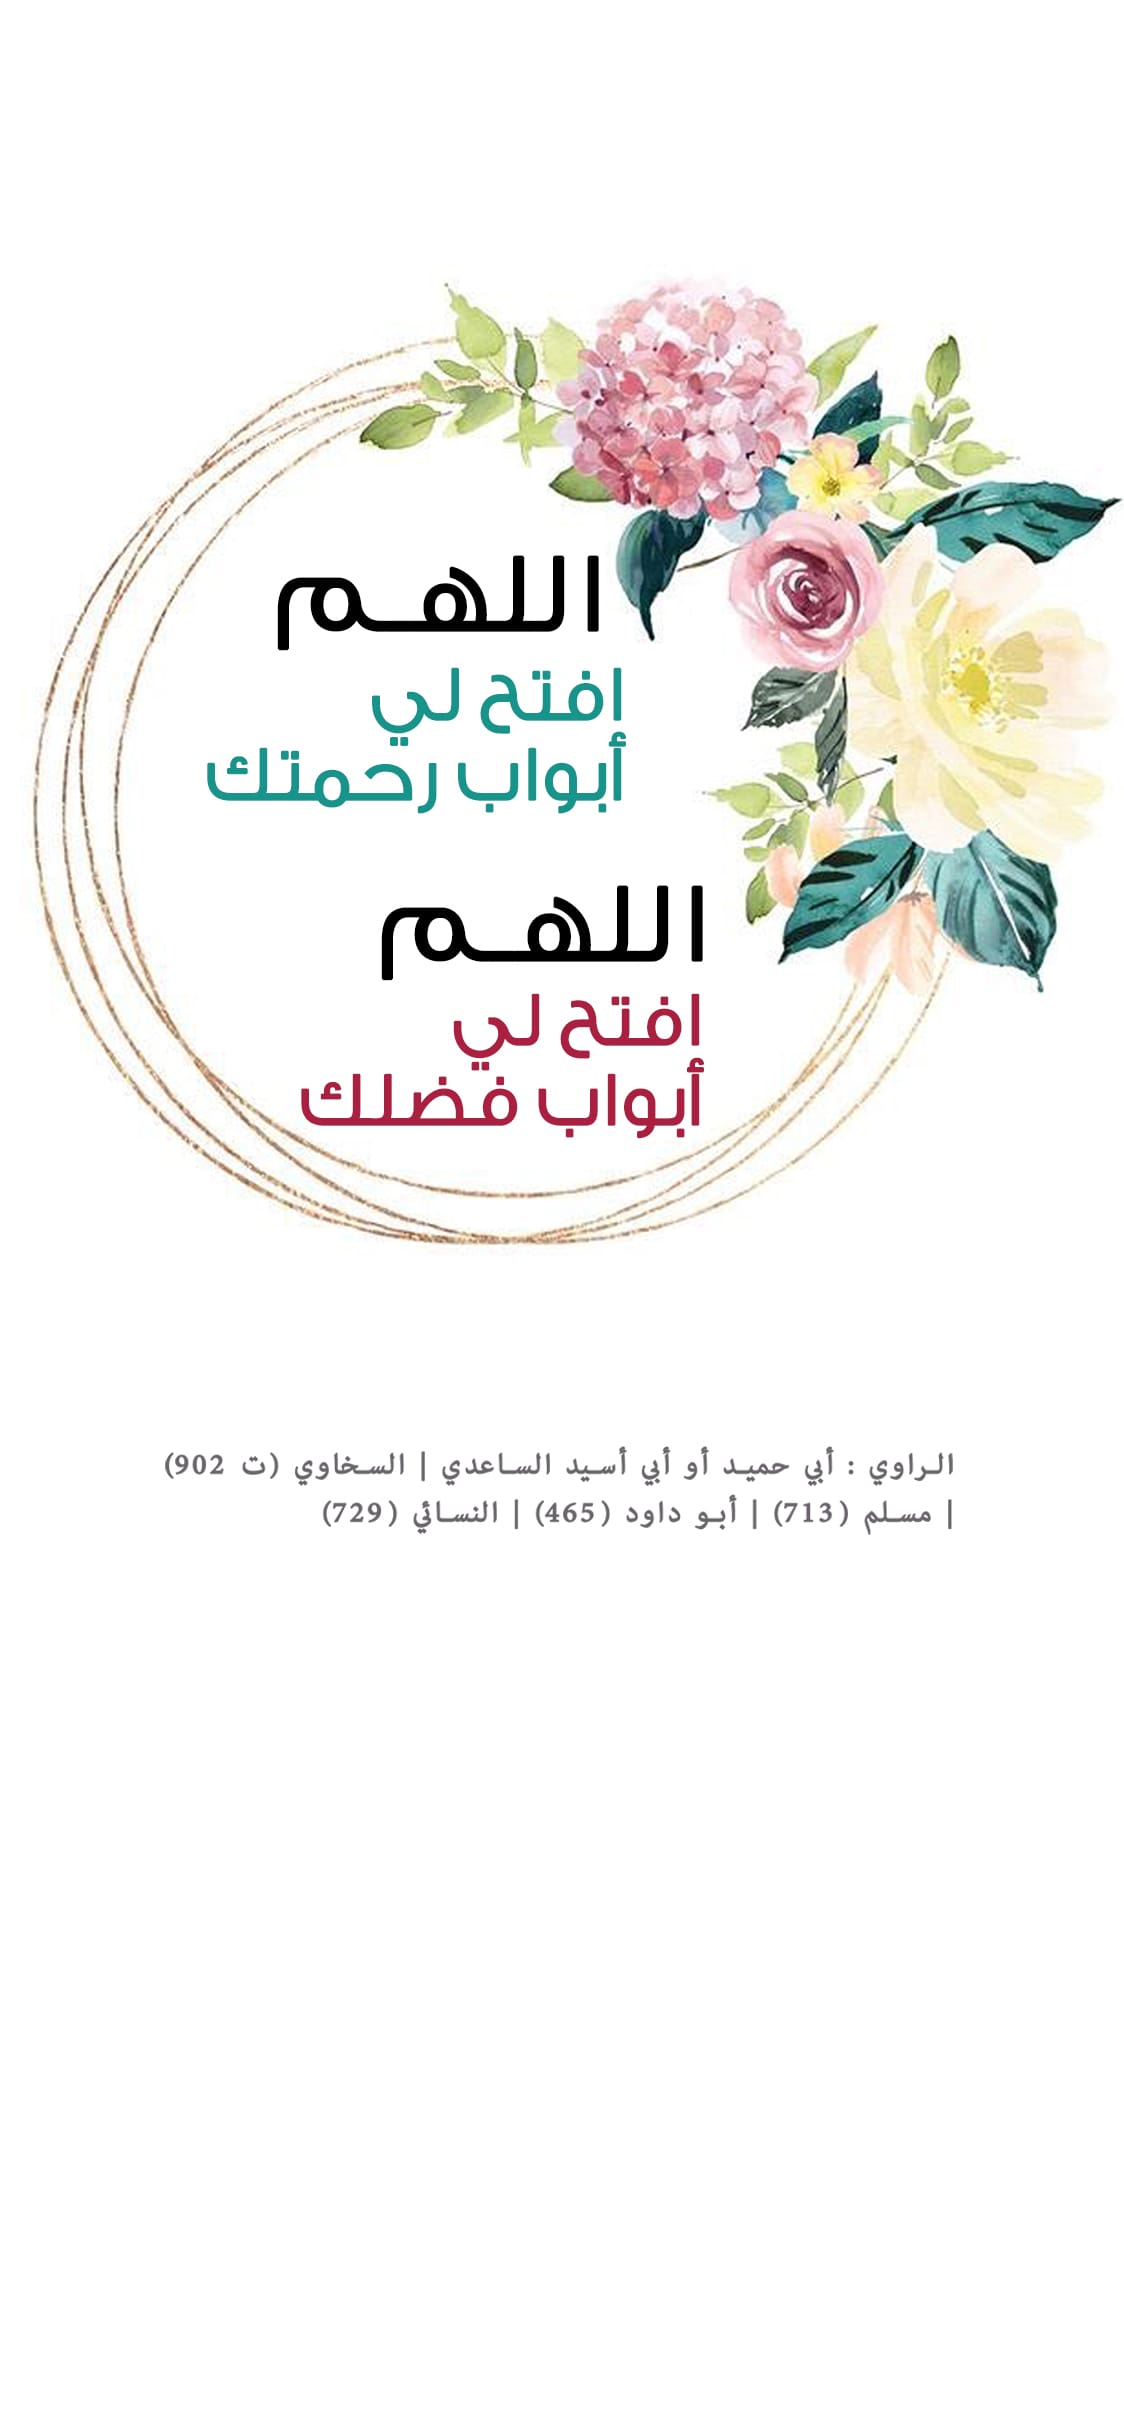 اللهم
افتح لي
أبواب رحمتك
اللهم
افتح لي
أبواب فضلك
الراوي : أبي حميد أو أبي أسيد الساعدي | السخاوي (ت 902)
| مسلم (713) | أبو داود (465) | النسائي (729)